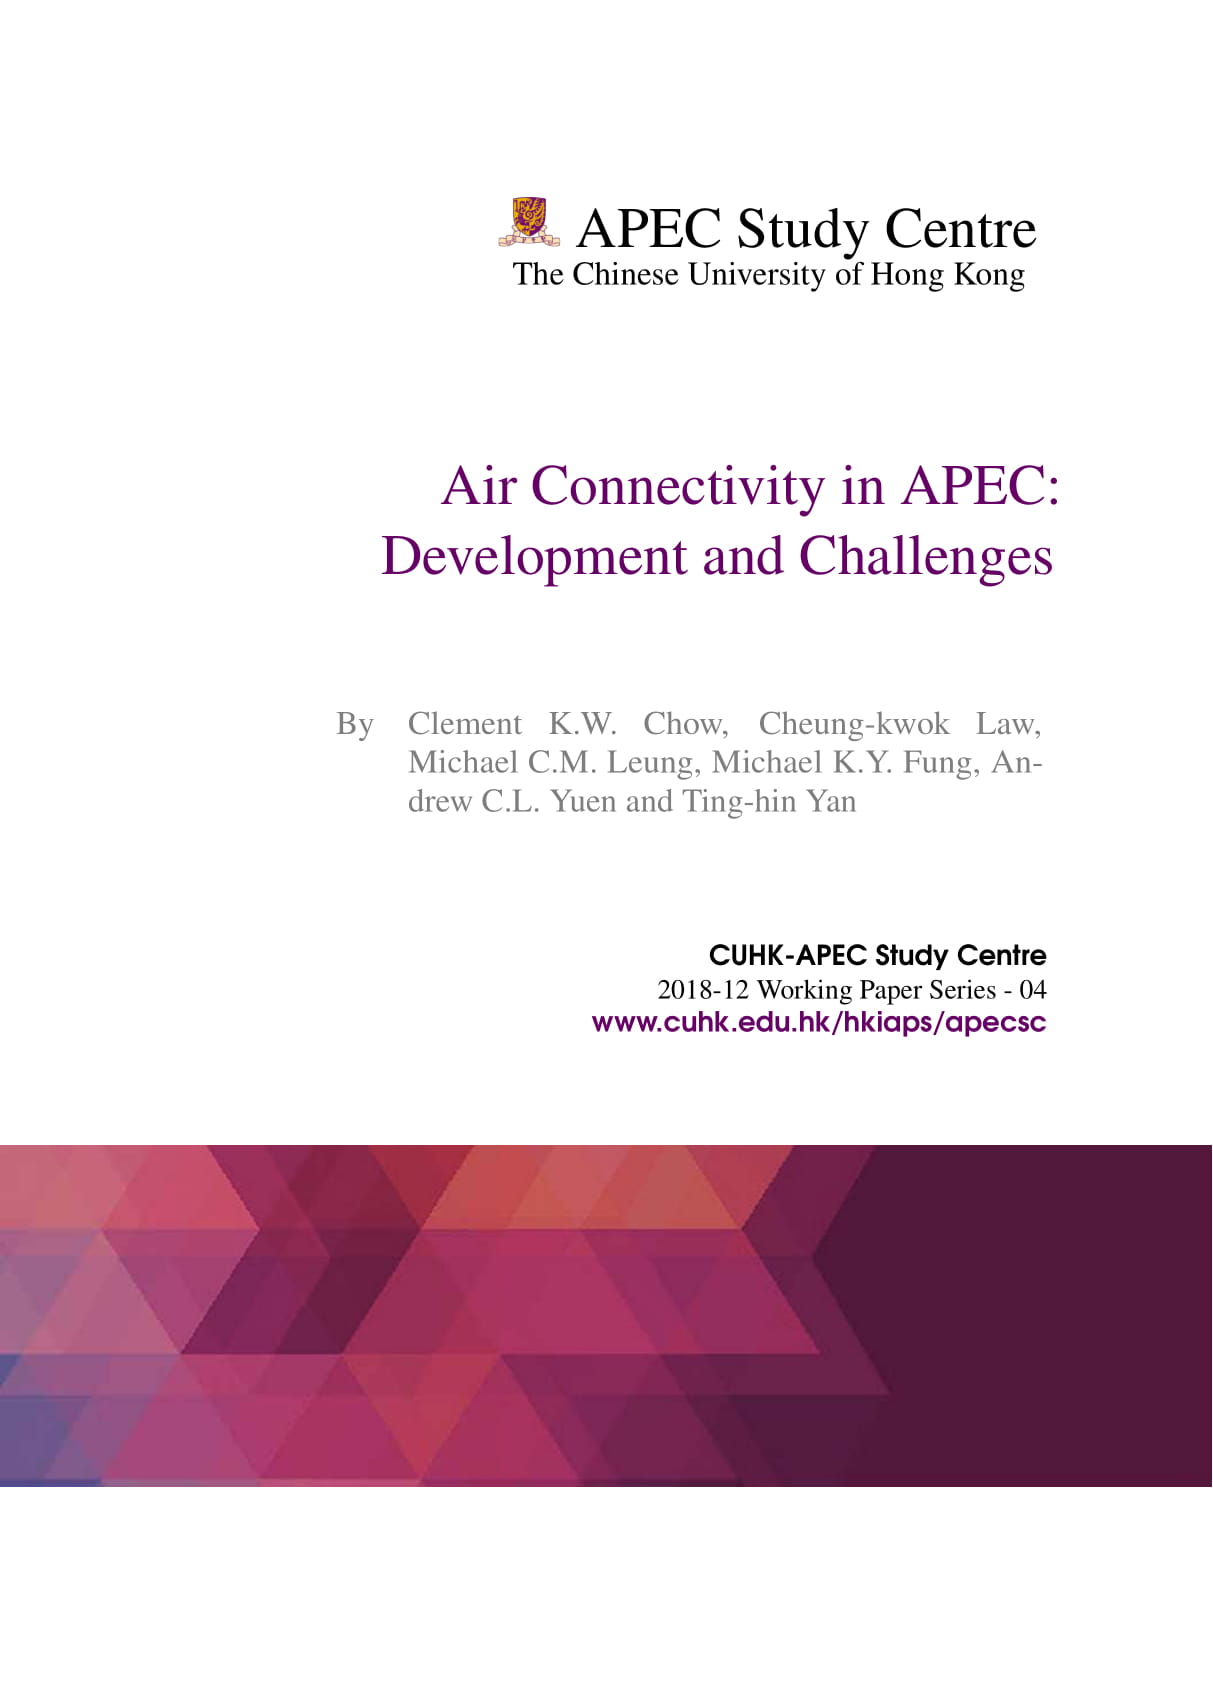 APEC Study Centre
The Chinese University of Hong Kong
Air Connectivity in APEC:
Development and Challenges
By Clement K.W. Chow, Cheung-kwok Law,
Michael C.M. Leung, Michael K.Y. Fung, An-
drew C.L. Yuen and Ting-hin Yan
CUHK-APEC Study Centre
2018-12 Working Paper Series - 04
www.cuhk.edu.hk/hkiaps/apecsc